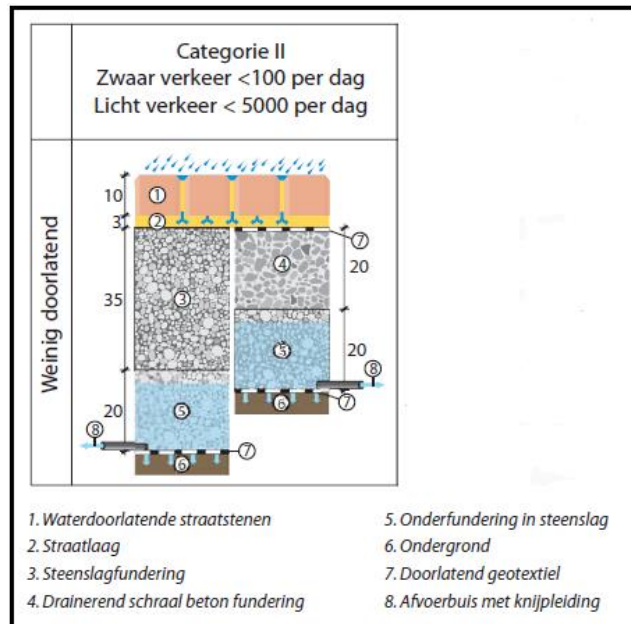 Categorie II
Zwaar verkeer <100 per dag
Licht verkeer < 5000 per dag
Weinig doorlatend
10
1
3
2
7
4
20
35
3
5
20
8
20
5
6
7
8
7
6
1. Waterdoorlatende straatstenen
2. Straatlaag
3. Steenslagfundering
4. Drainerend schraal beton fundering
5. Onderfundering in steenslag
6. Ondergrond
7. Doorlatend geotextiel
8. Afvoerbuis met knijpleiding